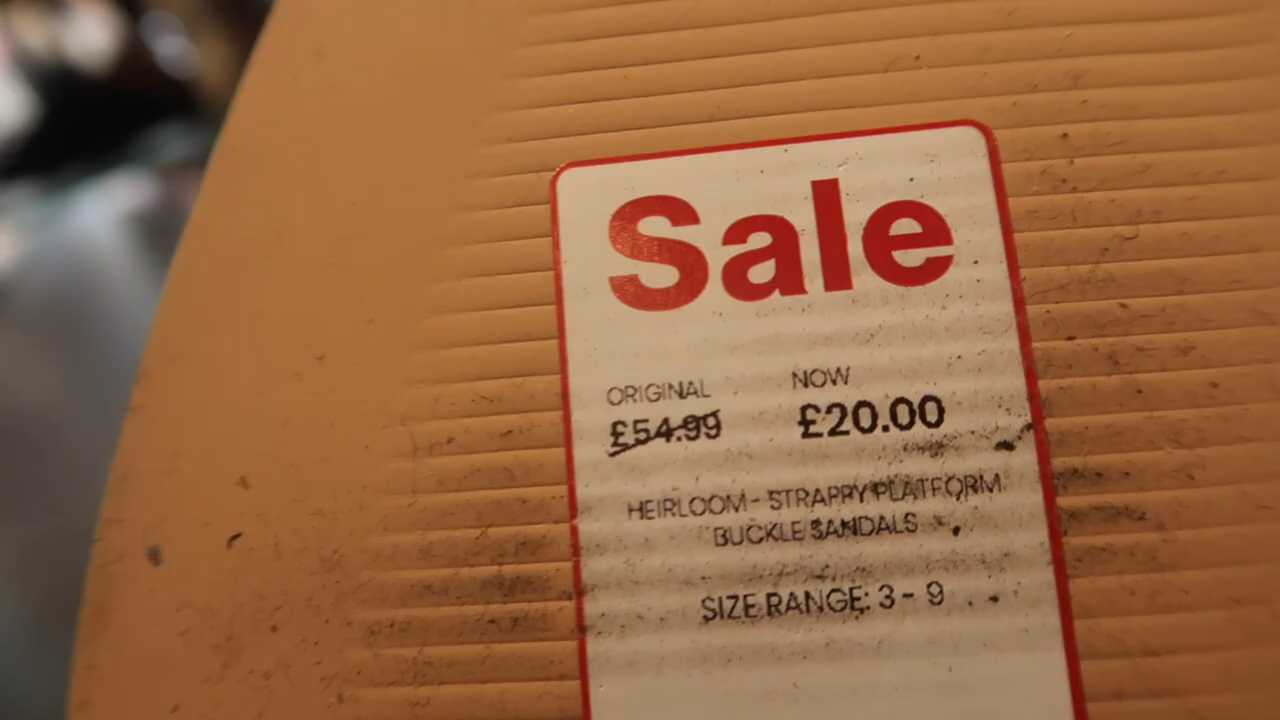 Sale
ORIGINAL NOW
£54.99 £20.00
HEIRLOOM - STRAPPY PLATFORM
BUCKLE SANDALS
SIZE RANGE: 3 - 9